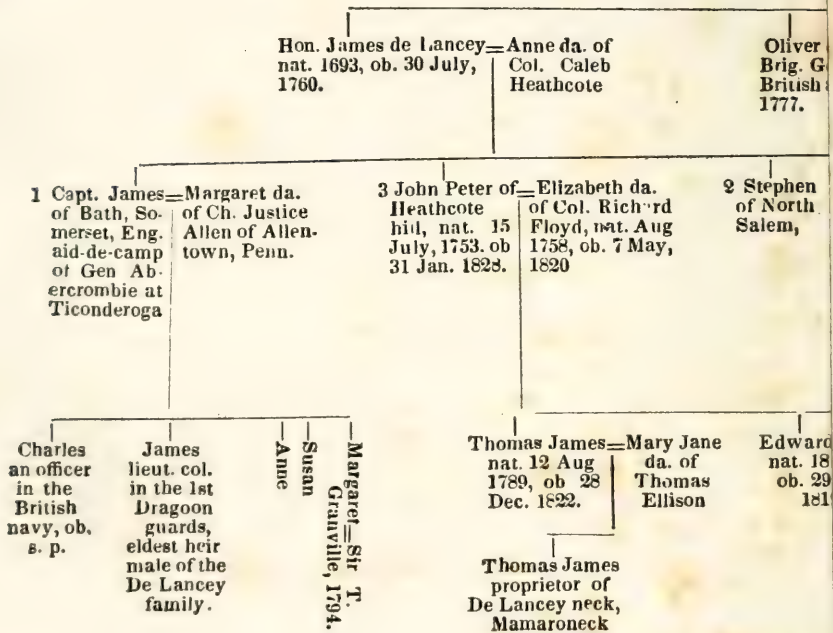 Hon. James de Lancey=Anne da. of
nat. 1693, ob. 30 July, Col. Caleb
1760. Heathcote
Oliver
Brig. G
British
1777.
1 Capt. James=Margaret da.
of Bath, So- of Ch. Justice
merset, Eng. Allen of Allen-
aid-de-camp town, Penn.
of Gen Ab-
ercrombie at
Ticonderoga
3 John Peter of=Elizabeth da.
Heathcote of Col. Richard
hill, nat. 15 Floyd, nat. Aug
July, 1753. ob 1758, ob. 7 May,
31 Jan. 1828. 1820
2 Stephen
of North
Salem,
Charles
an officer
in the
British
navy, ob.
s. p.
James
lieut. col.
in the 1st
Dragoon
guards,
eldest heir
male of the
De Lancey
family.
Anne
Susan
Margaret=Sir T.
Granville, 1794.
Thomas James=Mary Jane
nat. 12 Aug da. of
1789, ob 28 Thomas
Dec. 1822. Ellison
Edward
nat. 18
ob. 29
181
Thomas James
proprietor of
De Lancey neck,
Mamaroneck